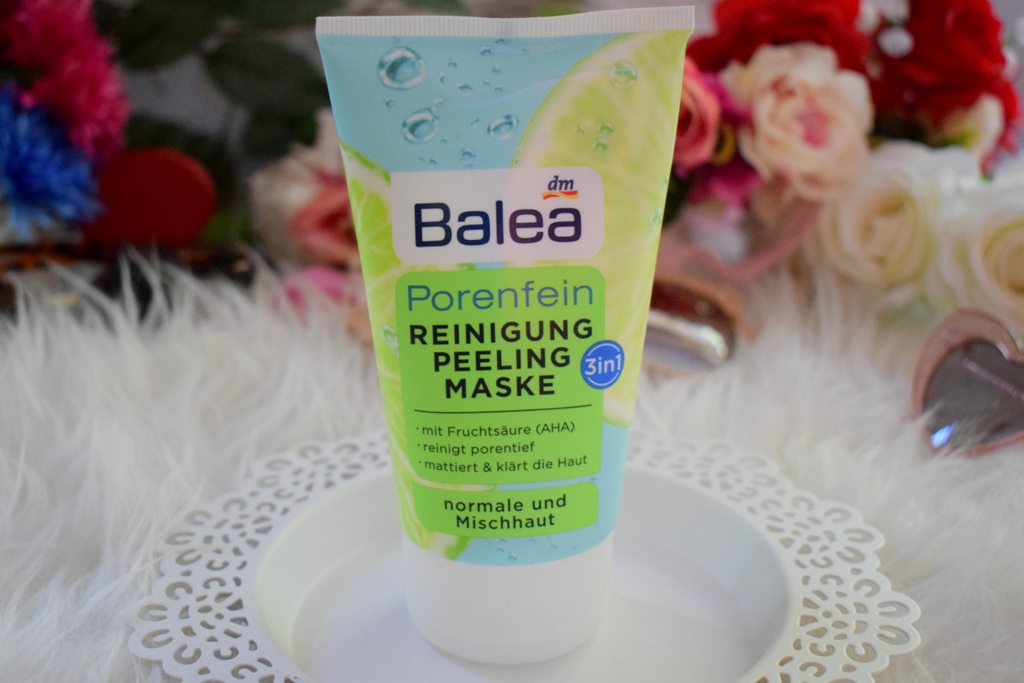 dm
Balea
Porenfein
REINIGUNG
PEELING
MASKE
3in1
· mit Fruchtsäure (AHA)
· reinigt porentief
· mattiert & klärt die Haut
normale und
Mischhaut